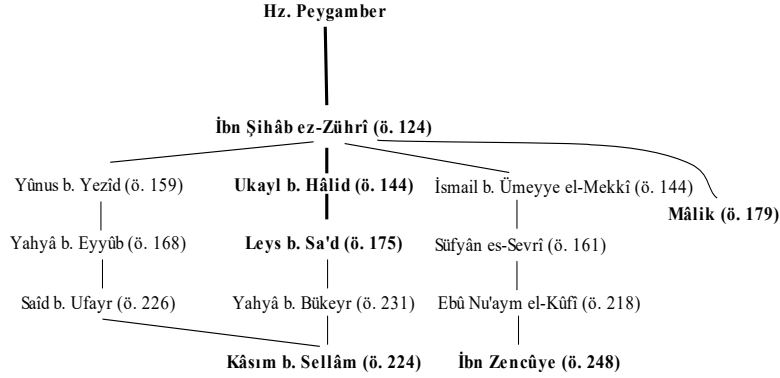 Hz. Peygamber
İbn Şihâb ez-Zührî (ö. 124)
Yûnus b. Yezîd (ö. 159) Ukayl b. Hâlid (ö. 144) İsmail b. Ümeyye el-Mekkî (ö. 144)
Mâlik (ö. 179)
Yahyâ b. Eyyûb (ö. 168) Leys b. Sa'd (ö. 175) Süfyân es-Sevrî (ö. 161)
Saîd b. Ufayr (ö. 226) Yahyâ b. Bükeyr (ö. 231) Ebû Nu'aym el-Kûfî (ö. 218)
Kâsım b. Sellâm (ö. 224) İbn Zencûye (ö. 248)